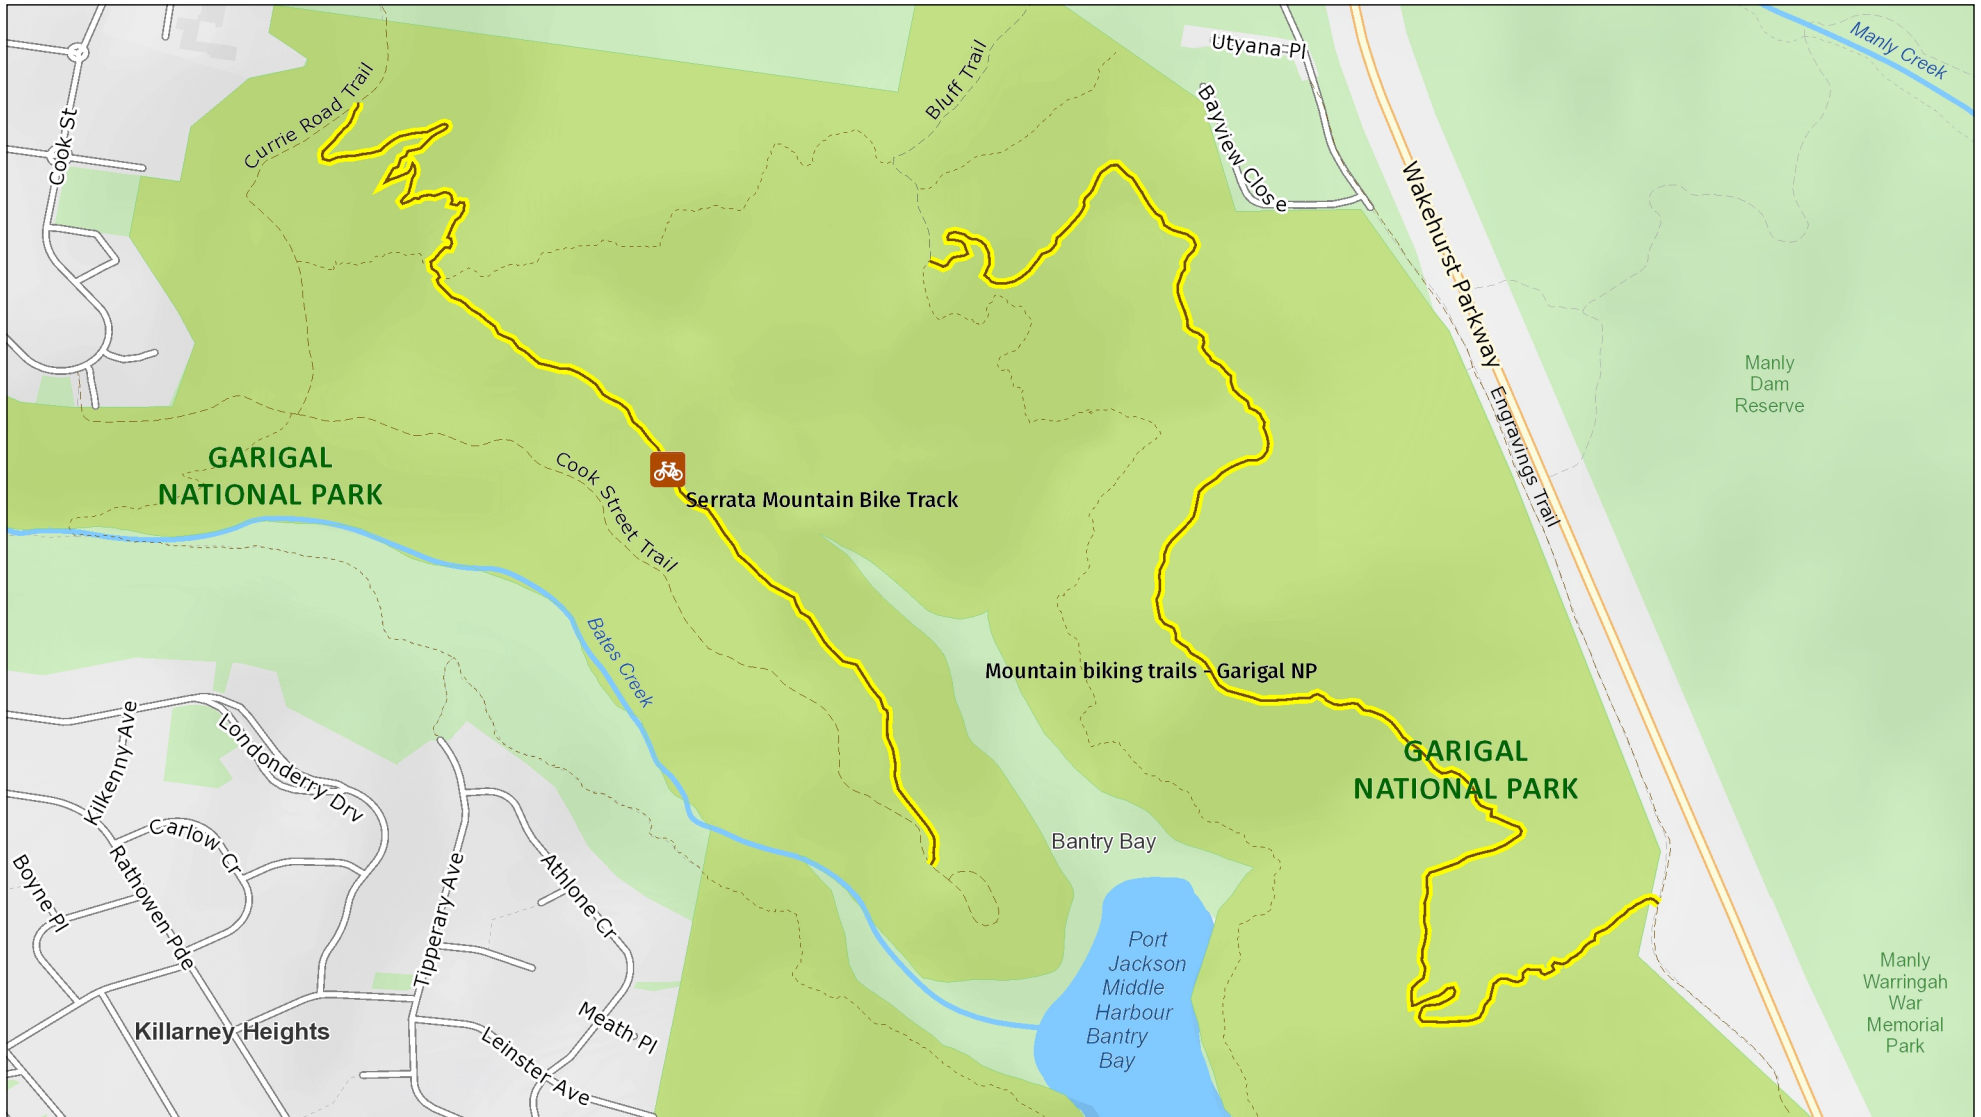 Manly Creek
Utyana Pl
Bluff Trail
Currie Road Trail
Cook St
Bayview Close
Wakehurst Parkway
Manly
Dam
Reserve
Engravings Trail
GARIGAL
NATIONAL PARK
Cook Street Trail
Serrata Mountain Bike Track
Bates Creek
Mountain biking trails - Garigal NP
GARIGAL
NATIONAL PARK
Kilkenny Ave
Londonderry Drv
Carlow Cr
Bantry Bay
Boyne Pl
Rathowen Pde
Tipperary Ave
Athlone Cr
Port
Jackson
Middle
Harbour
Bantry
Bay
Manly
Warringah
War
Memorial
Park
Killarney Heights
Meath Pl
Leinster Ave